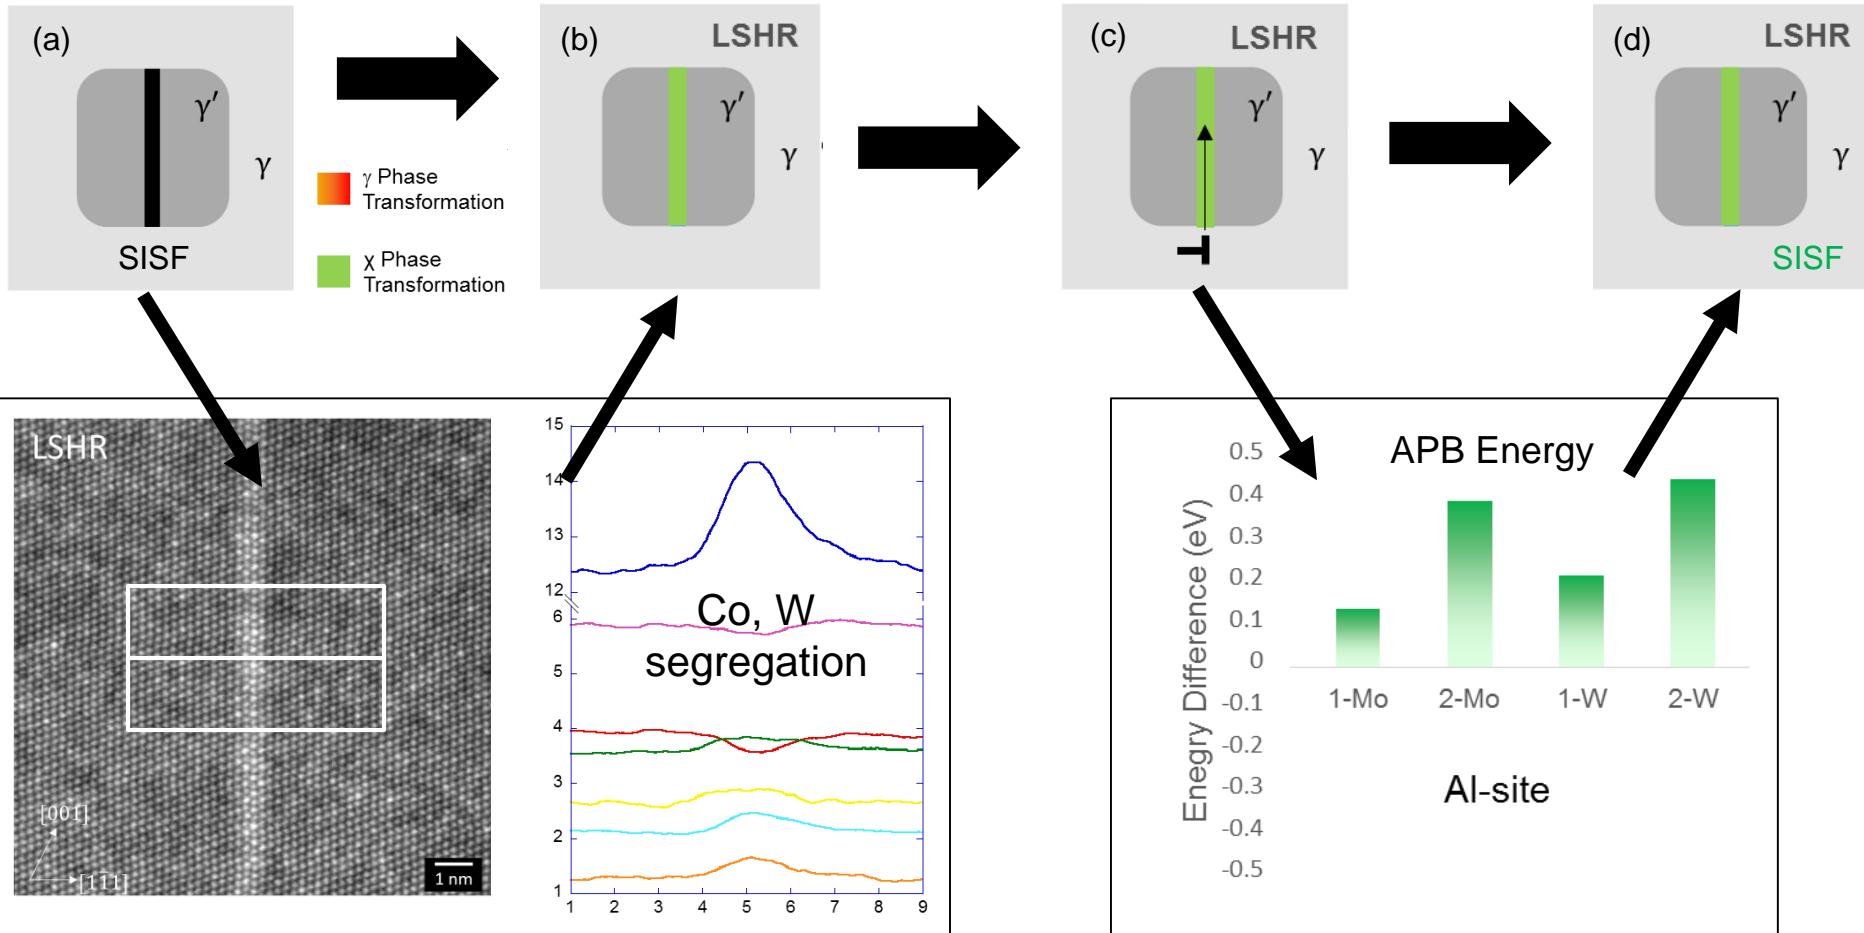 (a)
γ′
γ
SISF
γ Phase
Transformation
χ Phase
Transformation
(b)
LSHR
γ′
γ
(c)
LSHR
γ′
γ
(d)
LSHR
γ′
γ
SISF
LSHR
[001]
[1̄11]
1 nm
15
14
13
12
6
5
4
3
2
1
1 2 3 4 5 6 7 8 9
Co, W
segregation
APB Energy
Enegry Difference (eV)
0.5
0.4
0.3
0.2
0.1
0
-0.1
-0.2
-0.3
-0.4
-0.5
1-Mo 2-Mo 1-W 2-W
Al-site